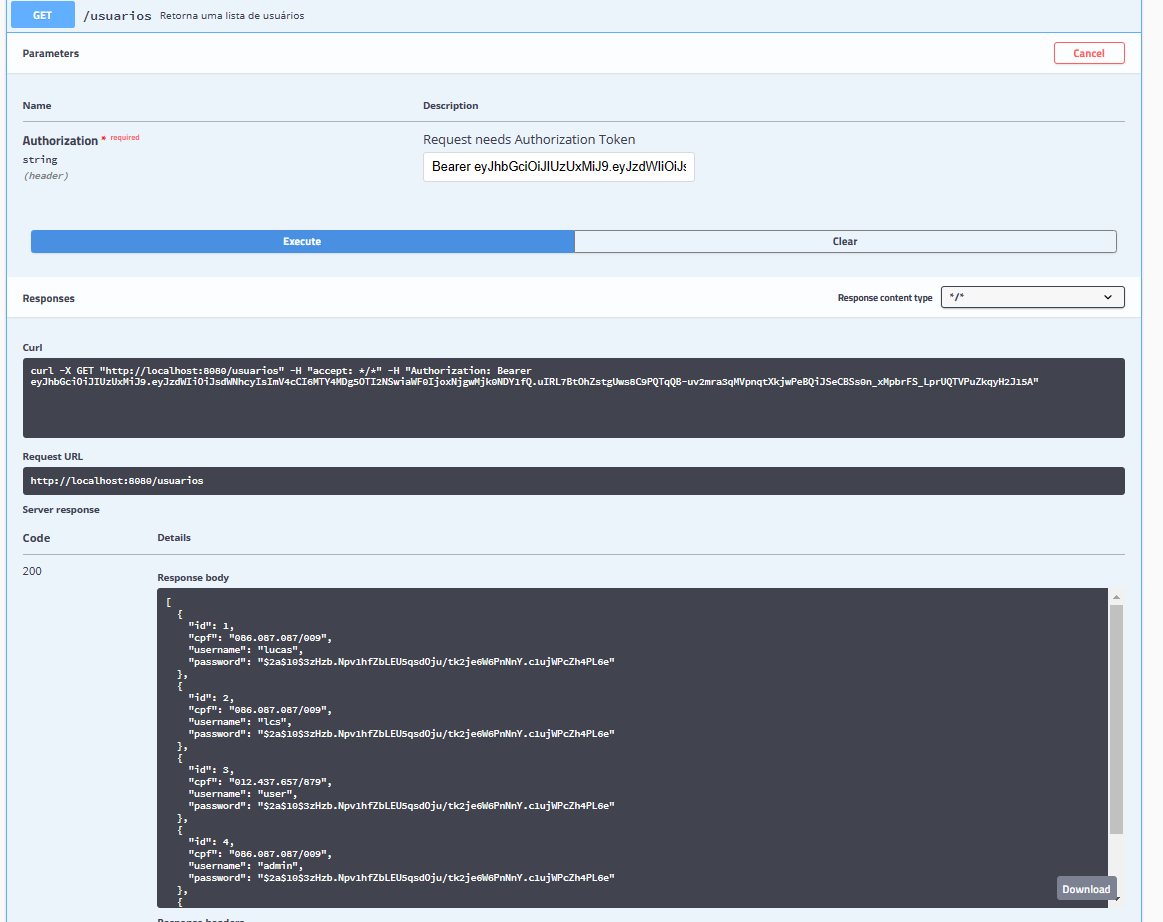 GET /usuarios Retorna uma lista de usuários
Parameters
Cancel
Name Description
Authorization * required
string
(header)
Request needs Authorization Token
Bearer eyJhbGciOiJIUzUxMiJ9.eyJzdWIiOiJs
Execute Clear
Responses
Response content type */*
Curl
curl -X GET "http://localhost:8080/usuarios" -H "accept: */*" -H "Authorization: Bearer
eyJhbGciOiJIUzUxMiJ9.eyJzdWIiOiJsdWNhcyIsImV4cCI6MTY4MDg5OTI2NSwiaWF0IjoxNjgwMjk0NDY1fQ.uIRL7BtOhZstgUws8C9PQTqQB-uv2mra3qMVpnqtXkjwPeBQiJSeCBSs0n_xMpbrFS_LprUQTVPuZkqyH2J15A"
Request URL
http://localhost:8080/usuarios
Server response
Code Details
200
Response body
[
{
"id": 1,
"cpf": "086.087.087/009",
"username": "lucas",
"password": "$2a$10$3zHzb.Npv1hfZbLEU5qsdOju/tk2je6W6PnNnY.c1ujWPcZh4PL6e"
},
{
"id": 2,
"cpf": "086.087.087/009",
"username": "lcs",
"password": "$2a$10$3zHzb.Npv1hfZbLEU5qsdOju/tk2je6W6PnNnY.c1ujWPcZh4PL6e"
},
{
"id": 3,
"cpf": "012.437.657/879",
"username": "user",
"password": "$2a$10$3zHzb.Npv1hfZbLEU5qsdOju/tk2je6W6PnNnY.c1ujWPcZh4PL6e"
},
{
"id": 4,
"cpf": "086.087.087/009",
"username": "admin",
"password": "$2a$10$3zHzb.Npv1hfZbLEU5qsdOju/tk2je6W6PnNnY.c1ujWPcZh4PL6e"
},
{
Download
Response headers